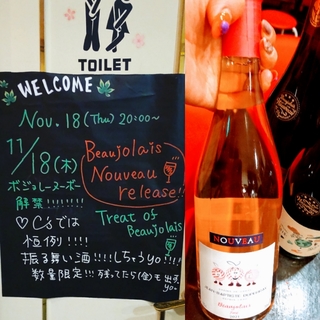 TOILET
WELCOME
Nov. 18 (Thu) 20:00~
11/18(木)
ボジョレーヌーボー
解禁!!!!!!!
Beaujolais
Nouveau
release!!
♡C'sでは
恒例!!!!
Treat of
Beaujolais
振る舞い酒!!!!しちゃうyo!!!!
数量限定!!! 残ってたら(金)も出すyo.
NOUVEAU
Beaujolais